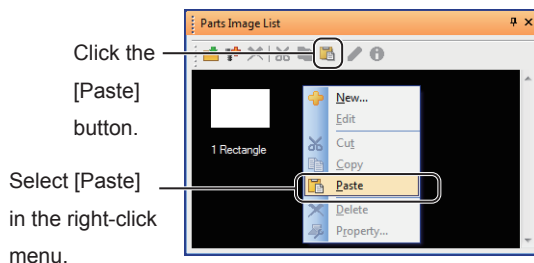 Parts Image List
Click the
[Paste]
button.
New...
Edit
Cut
1 Rectangle
Copy
Select [Paste]
Paste
in the right-click
Delete
menu.
Property...